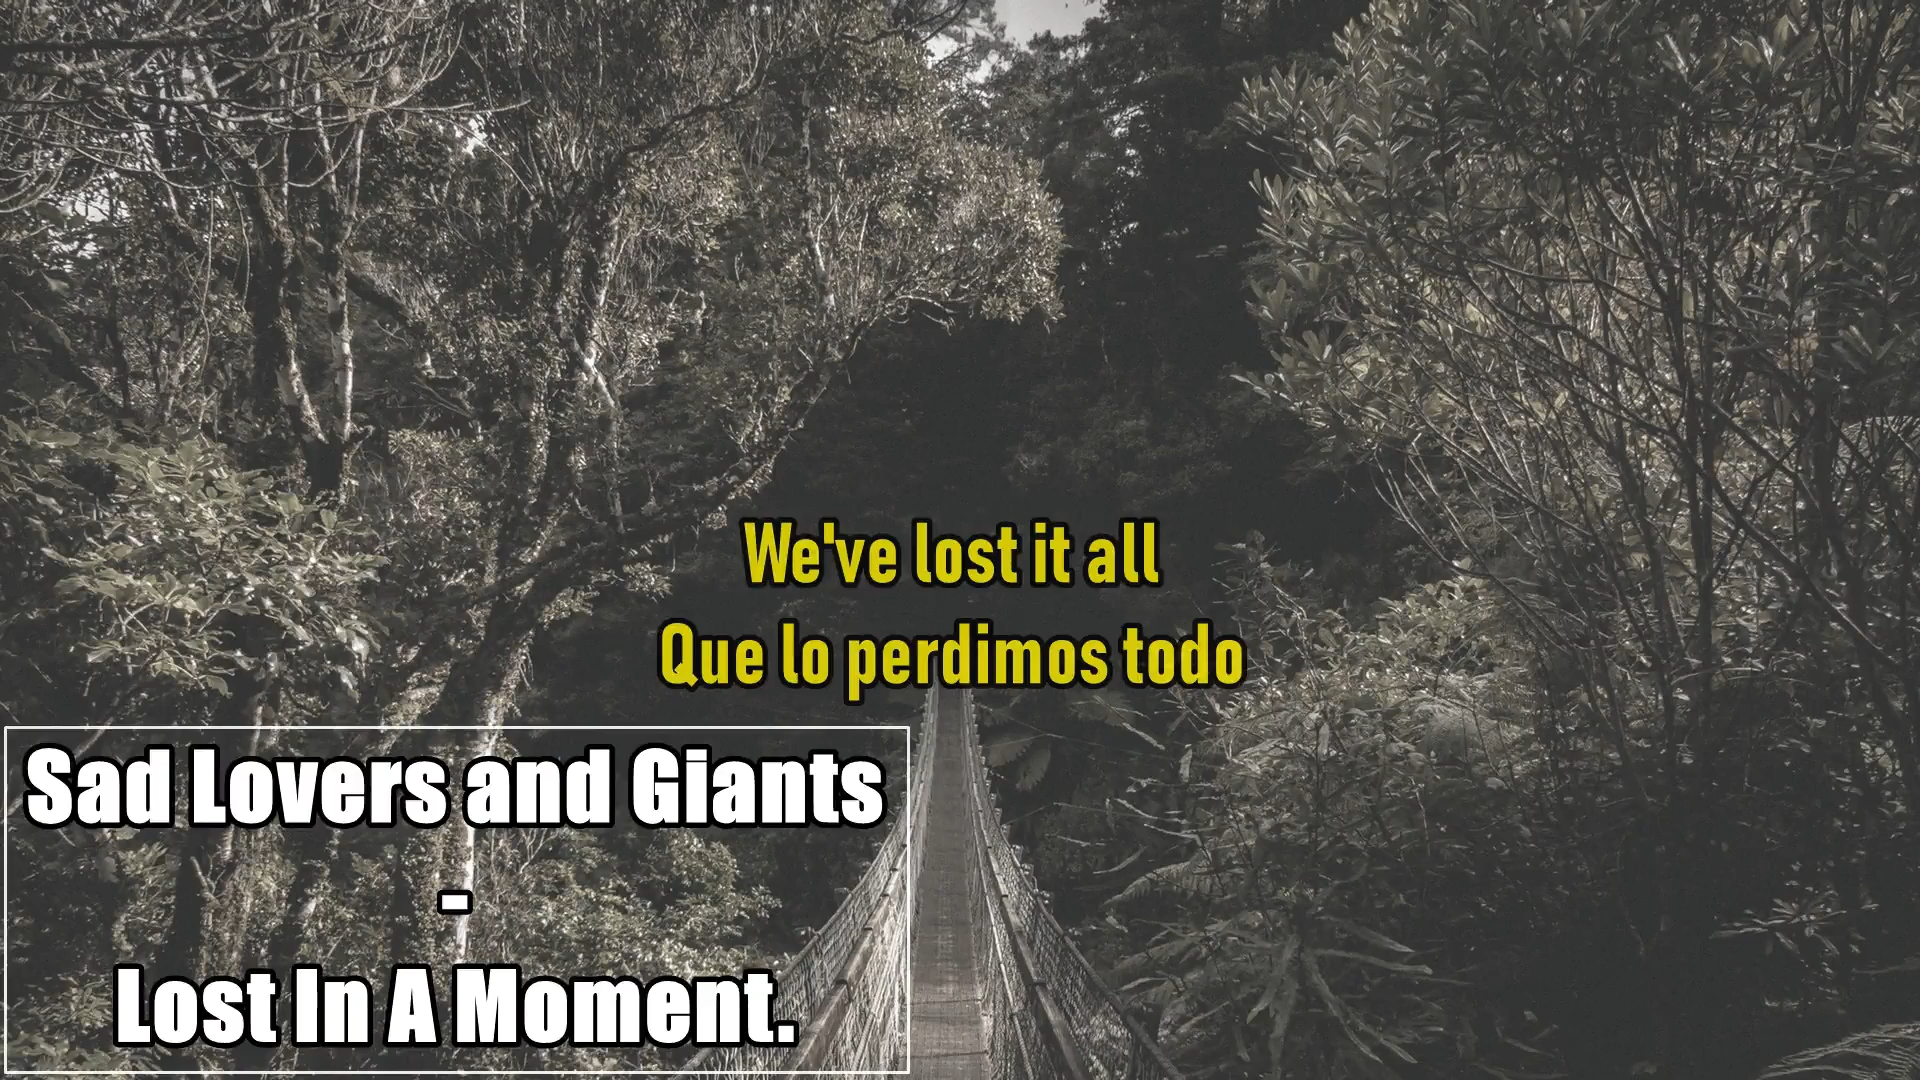 We've lost it all
Que lo perdimos todo
Sad Lovers and Giants
-
Lost In A Moment.